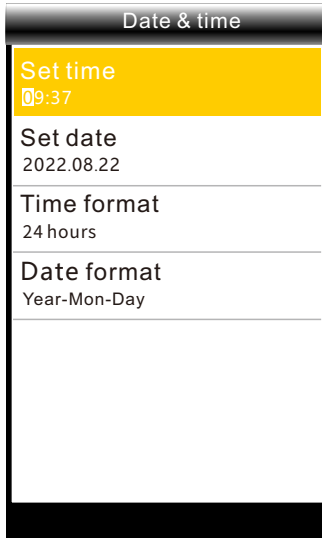 Date & time
Set time
09:37
Set date
2022.08.22
Time format
24 hours
Date format
Year-Mon-Day